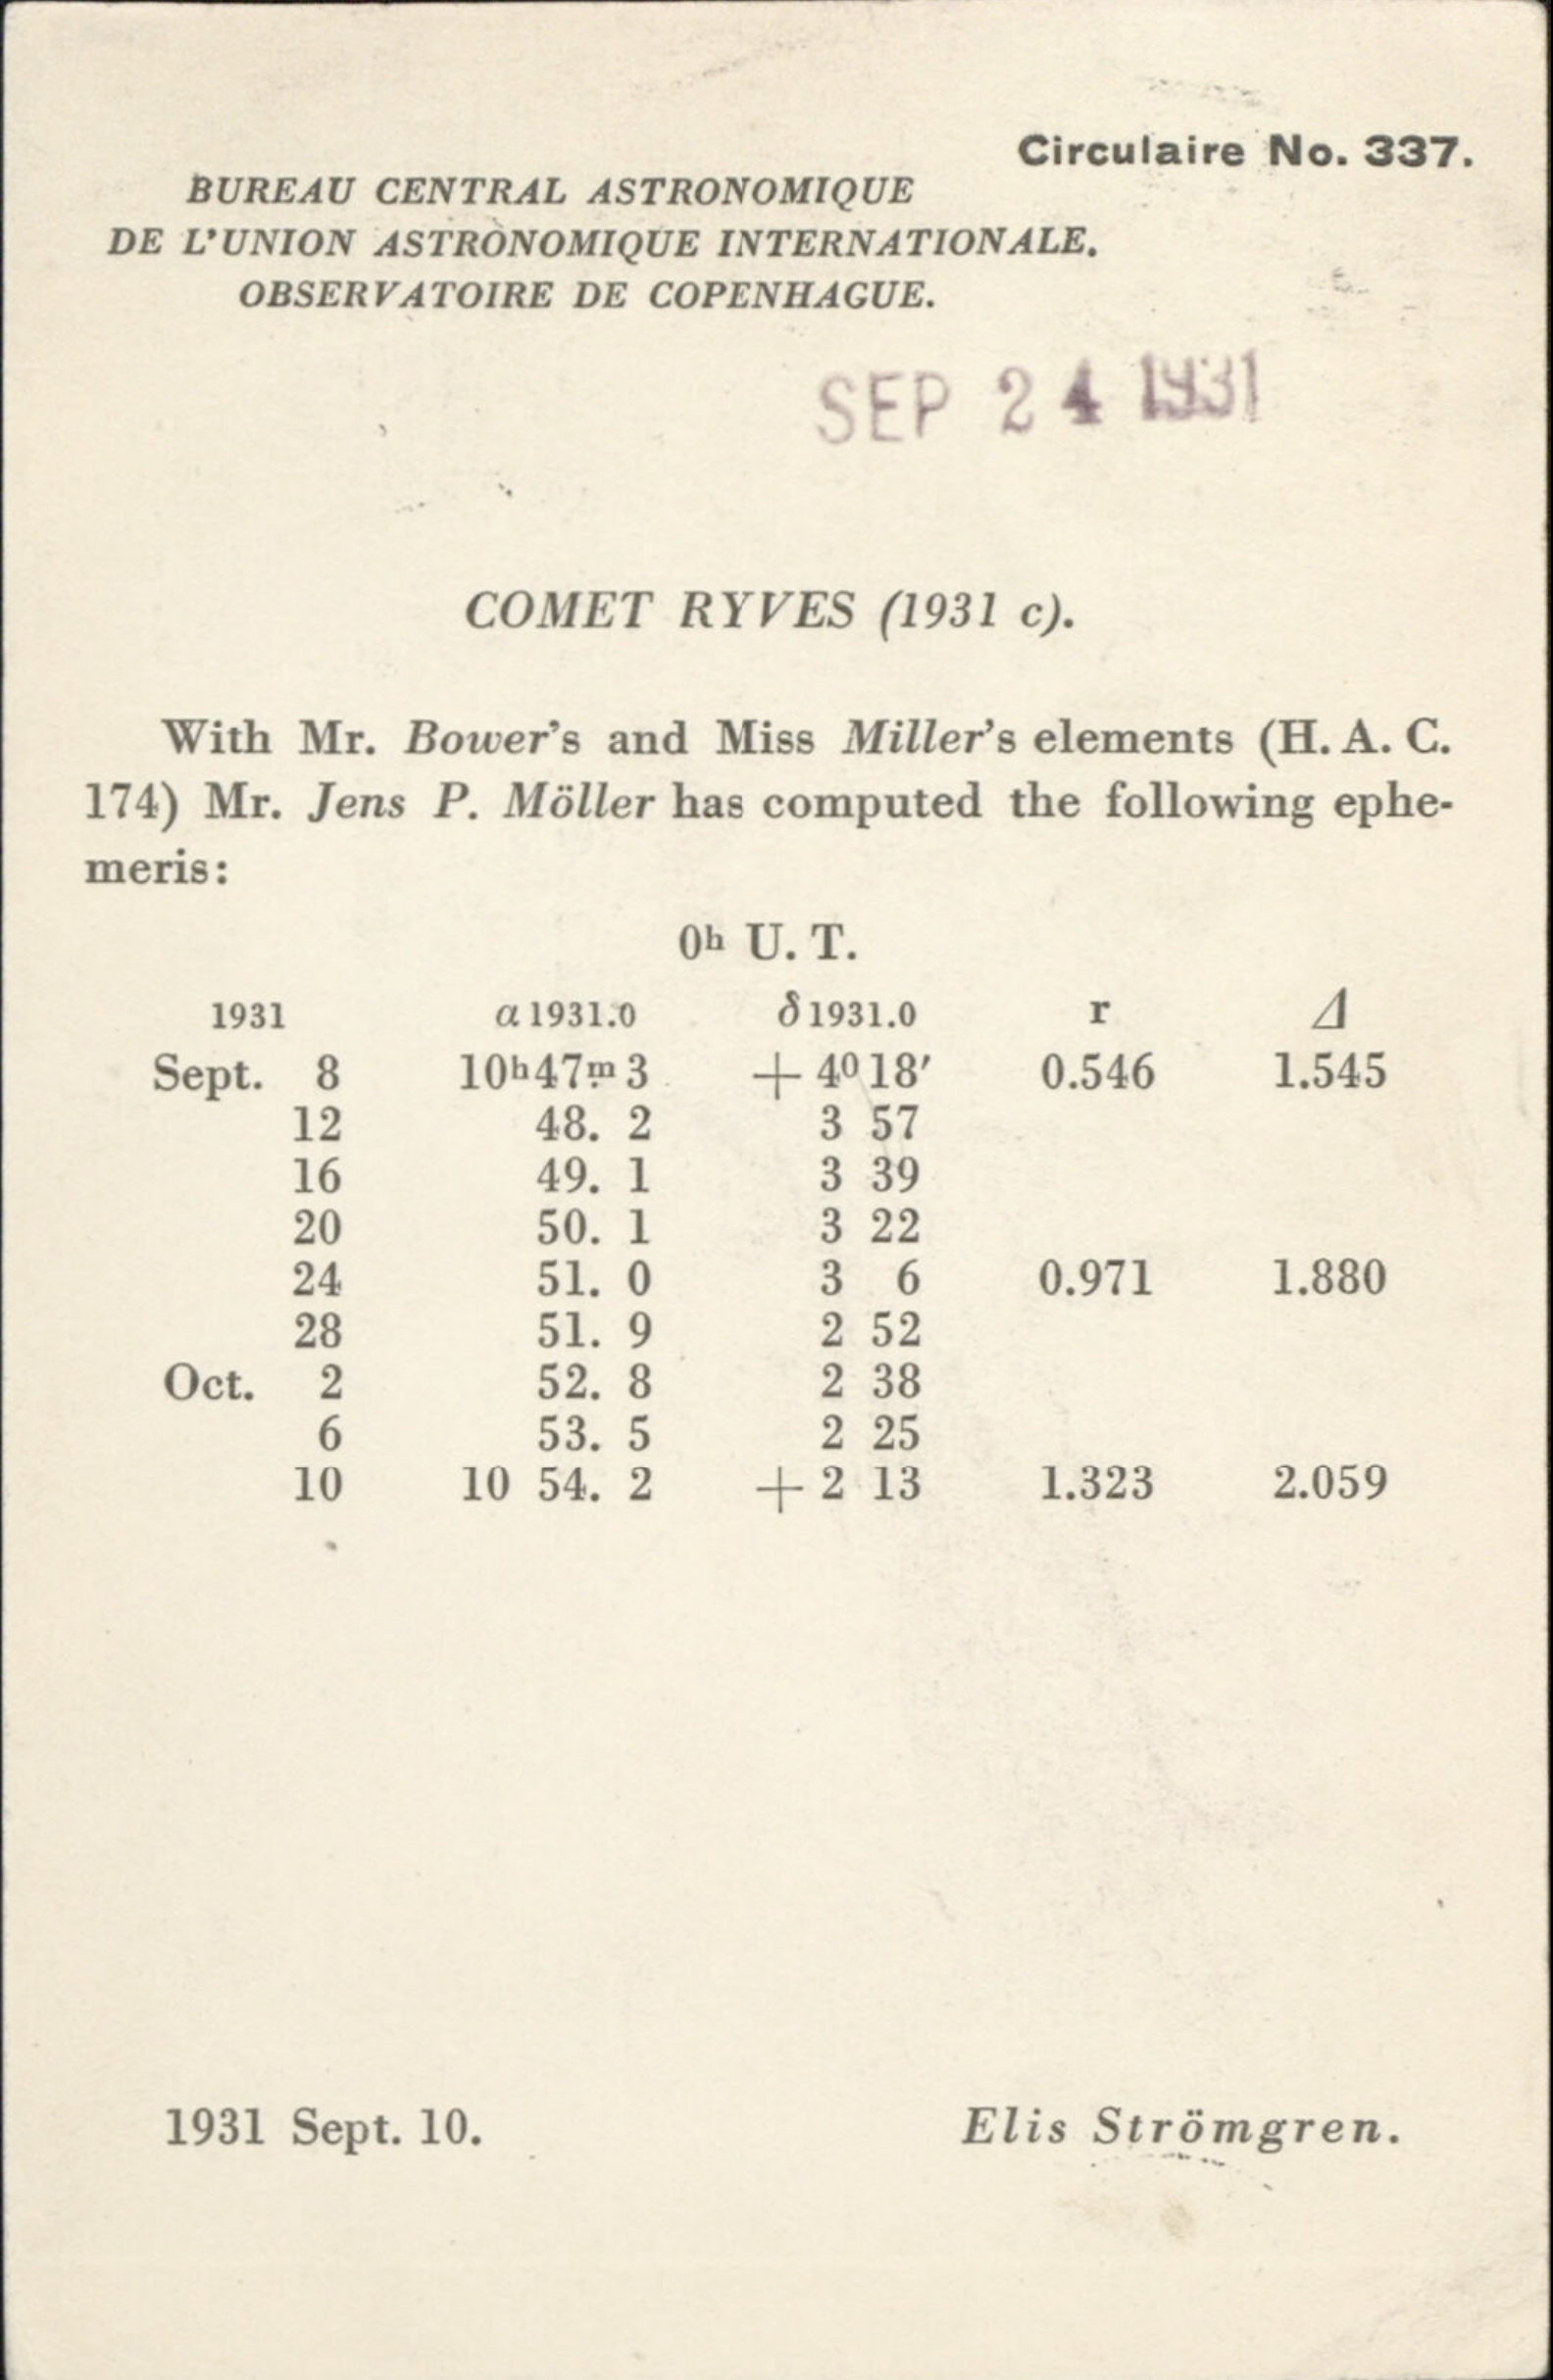 Circulaire No. 337.
BUREAU CENTRAL ASTRONOMIQUE
DE L'UNION ASTRONOMIQUE INTERNATIONALE.
OBSERVATOIRE DE COPENHAGUE.
SEP 24 1931
COMET RYVES (1931 c).
With Mr. Bower's and Miss Miller's elements (H. A. C.
174) Mr. Jens P. Möller has computed the following ephe-
meris:
0ʰ U. T.
1931 α 1931.0 δ 1931.0 r Δ
Sept. 8 10ʰ47ᵐ.3 + 4⁰18′ 0.546 1.545
12 48. 2 3 57
16 49. 1 3 39
20 50. 1 3 22
24 51. 0 3 6 0.971 1.880
28 51. 9 2 52
Oct. 2 52. 8 2 38
6 53. 5 2 25
10 10 54. 2 + 2 13 1.323 2.059
1931 Sept. 10. Elis Strömgren.